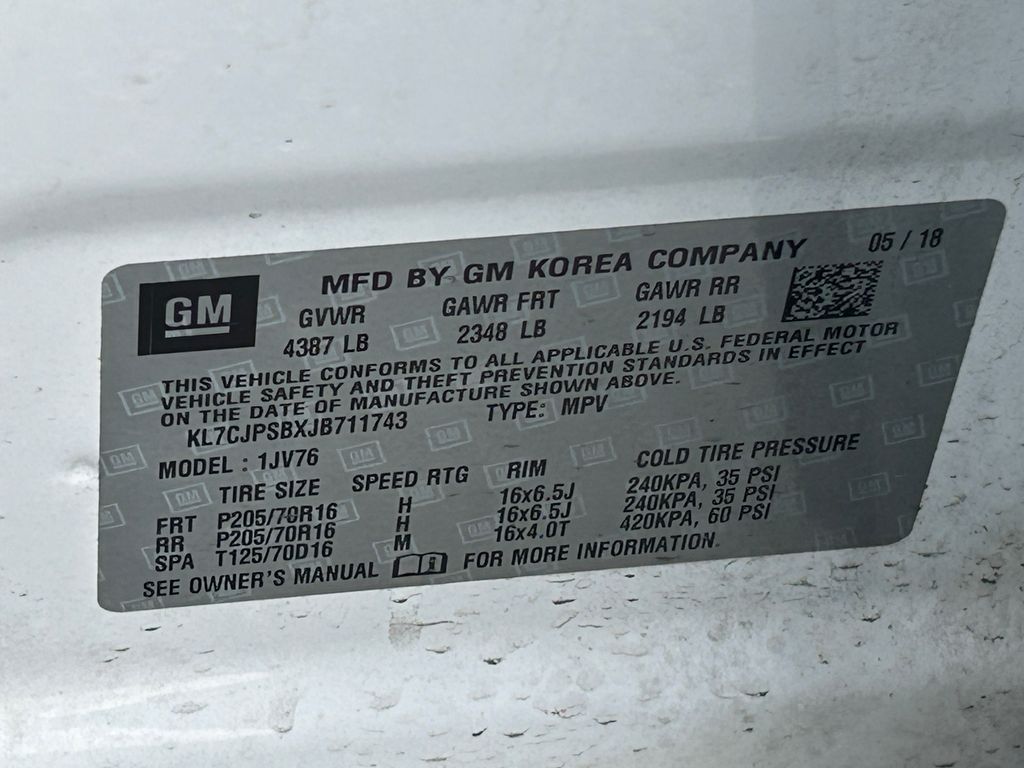 MFD BY GM KOREA COMPANY 05 / 18
GM
GVWR GAWR FRT GAWR RR
4387 LB 2348 LB 2194 LB
THIS VEHICLE CONFORMS TO ALL APPLICABLE U.S. FEDERAL MOTOR
VEHICLE SAFETY AND THEFT PREVENTION STANDARDS IN EFFECT
ON THE DATE OF MANUFACTURE SHOWN ABOVE.
KL7CJPSBXJB711743 TYPE: MPV
MODEL : 1JV76
TIRE SIZE SPEED RTG RIM COLD TIRE PRESSURE
FRT P205/70R16 H 16x6.5J 240KPA, 35 PSI
RR P205/70R16 H 16x6.5J 240KPA, 35 PSI
SPA T125/70D16 M 16x4.0T 420KPA, 60 PSI
SEE OWNER'S MANUAL FOR MORE INFORMATION.